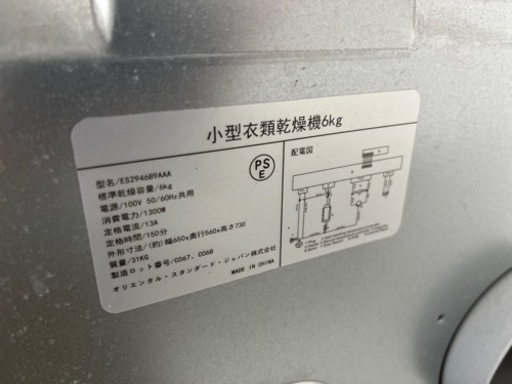 小型衣類乾燥機6kg
型名/ES294689AAA
標準乾燥容量/6kg
電源/100V 50/60Hz共用
消費電力/1300W
定格電流/13A
定格時間/150分
外形寸法/(約)幅650x奥行560x高さ730
質量/31KG
製造ロット番号/C067、C068
オリエンタル・スタンダード・ジャパン株式会社
MADE IN CHINA
PS
E
配電図